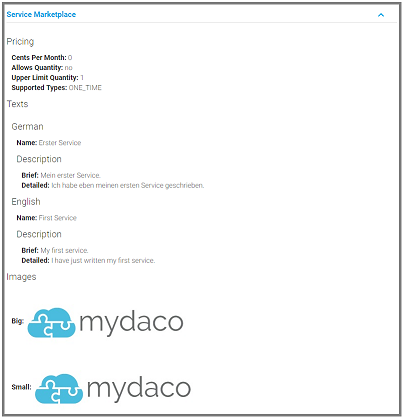 Service Marketplace
Pricing
Cents Per Month: 0
Allows Quantity: no
Upper Limit Quantity: 1
Supported Types: ONE_TIME
Texts
German
Name: Erster Service
Description
Brief: Mein erster Service.
Detailed: Ich habe eben meinen ersten Service geschrieben.
English
Name: First Service
Description
Brief: My first service.
Detailed: I have just written my first service.
Images
Big: mydaco
Small: mydaco